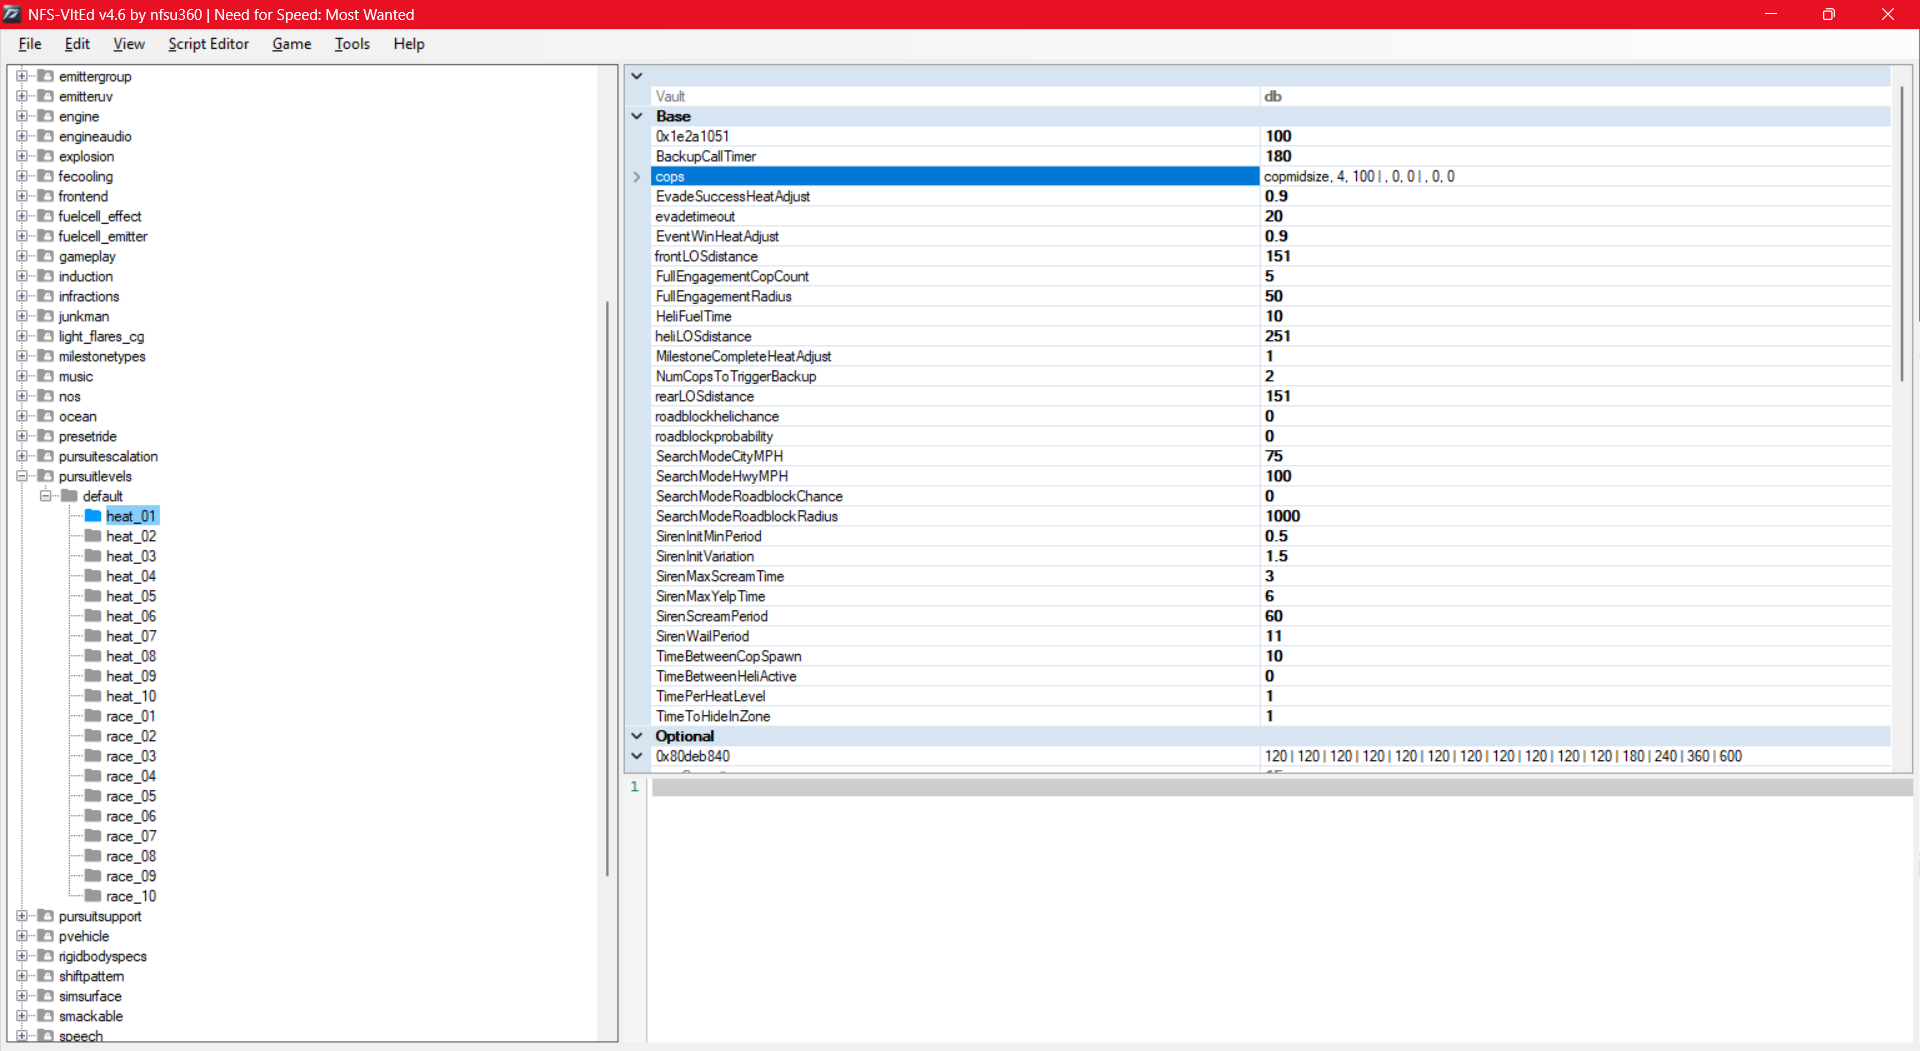 NFS-VltEd v4.6 by nfsu360 | Need for Speed: Most Wanted
File Edit View Script Editor Game Tools Help
emittergroup
emitteruv
engine
engineaudio
explosion
fecooling
frontend
fuelcell_effect
fuelcell_emitter
gameplay
induction
infractions
junkman
light_flares_cg
milestonetypes
music
nos
ocean
presetride
pursuitescalation
pursuitlevels
default
heat_01
heat_02
heat_03
heat_04
heat_05
heat_06
heat_07
heat_08
heat_09
heat_10
race_01
race_02
race_03
race_04
race_05
race_06
race_07
race_08
race_09
race_10
pursuitsupport
pvehicle
rigidbodyspecs
shiftpattern
simsurface
smackable
speech
Vault db
Base
0x1e2a1051 100
BackupCallTimer 180
cops copmidsize, 4, 100 | , 0, 0 | , 0, 0
EvadeSuccessHeatAdjust 0.9
evadetimeout 20
EventWinHeatAdjust 0.9
frontLOSdistance 151
FullEngagementCopCount 5
FullEngagementRadius 50
HeliFuelTime 10
heliLOSdistance 251
MilestoneCompleteHeatAdjust 1
NumCopsToTriggerBackup 2
rearLOSdistance 151
roadblockhelichance 0
roadblockprobability 0
SearchModeCityMPH 75
SearchModeHwyMPH 100
SearchModeRoadblockChance 0
SearchModeRoadblockRadius 1000
SirenInitMinPeriod 0.5
SirenInitVariation 1.5
SirenMaxScreamTime 3
SirenMaxYelpTime 6
SirenScreamPeriod 60
SirenWailPeriod 11
TimeBetweenCopSpawn 10
TimeBetweenHeliActive 0
TimePerHeatLevel 1
TimeToHideInZone 1
Optional
0x80deb840 120 | 120 | 120 | 120 | 120 | 120 | 120 | 120 | 120 | 120 | 120 | 180 | 240 | 360 | 600
1